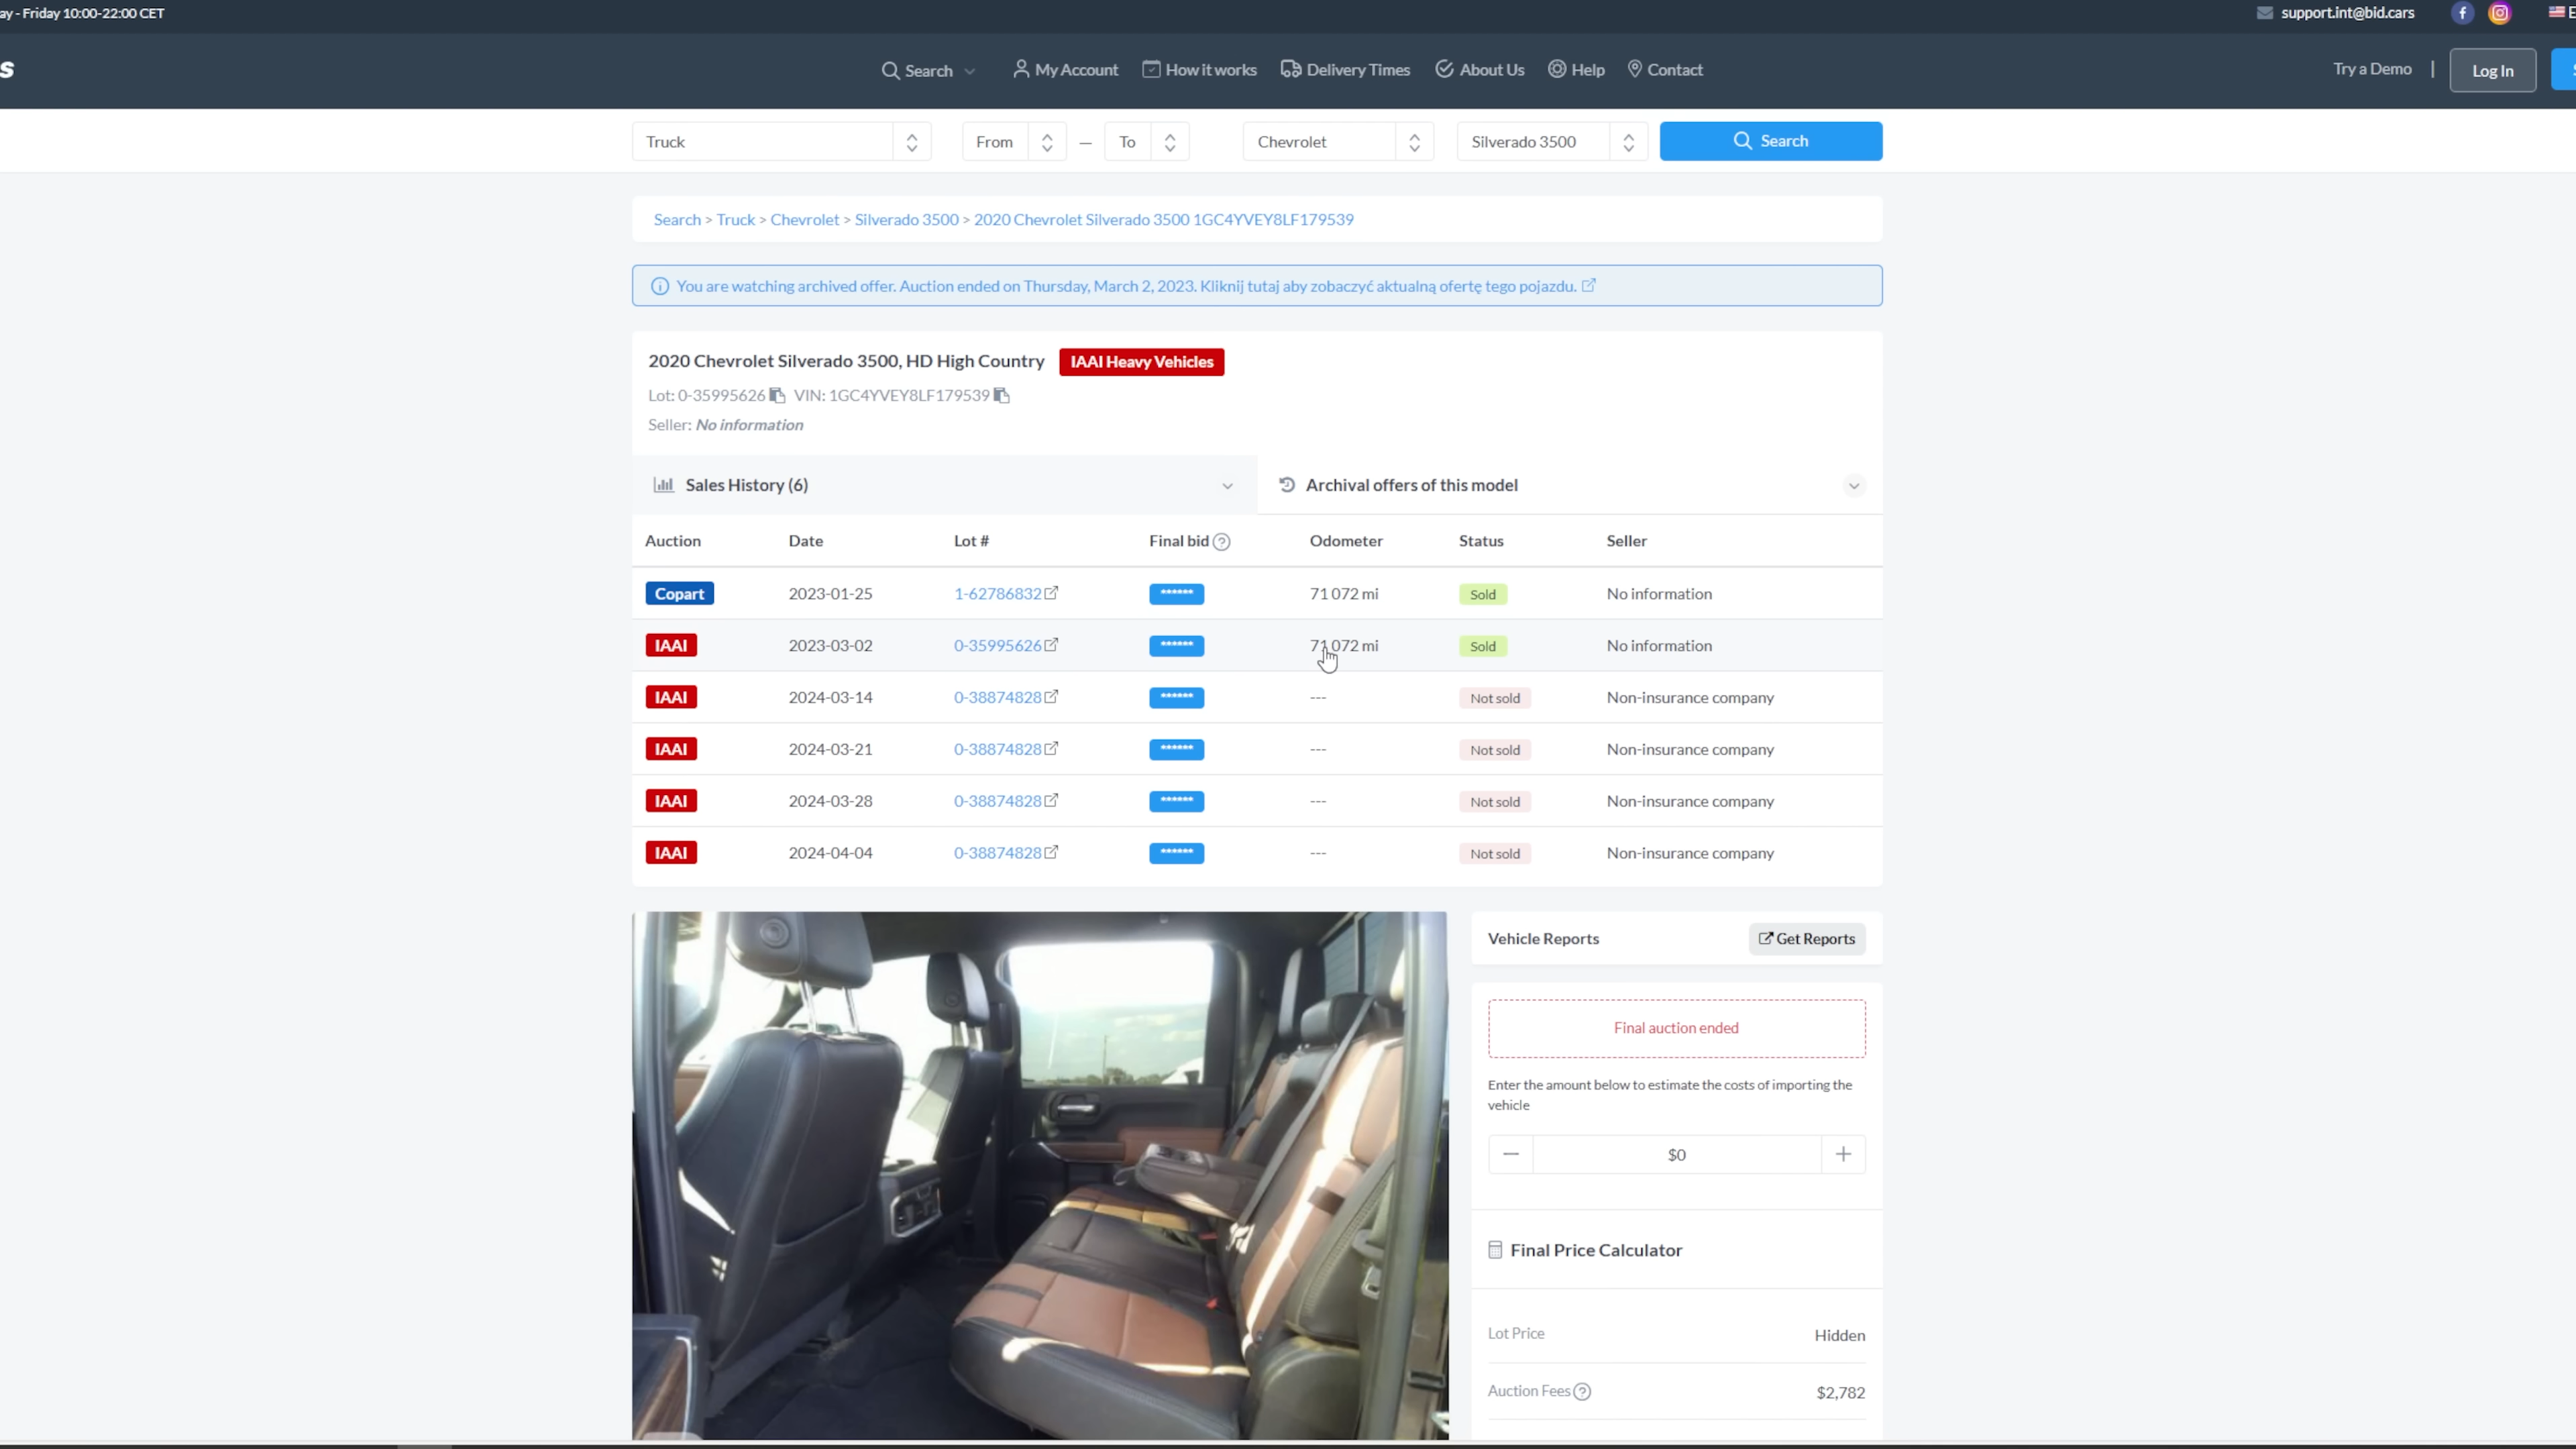 ay - Friday 10:00-22:00 CET
support.int@bid.cars
E
s
Search
My Account
How it works
Delivery Times
About Us
Help
Contact
Try a Demo |
Log In
Truck
From
—
To
Chevrolet
Silverado 3500
Search
Search > Truck > Chevrolet > Silverado 3500 > 2020 Chevrolet Silverado 3500 1GC4YVEY8LF179539
You are watching archived offer. Auction ended on Thursday, March 2, 2023. Kliknij tutaj aby zobaczyć aktualną ofertę tego pojazdu.
2020 Chevrolet Silverado 3500, HD High Country IAAI Heavy Vehicles
Lot: 0-35995626 VIN: 1GC4YVEY8LF179539
Seller: No information
Sales History (6)
Archival offers of this model
Auction Date Lot # Final bid ? Odometer Status Seller
Copart 2023-01-25 1-62786832 ****** 71 072 mi Sold No information
IAAI 2023-03-02 0-35995626 ****** 71 072 mi Sold No information
IAAI 2024-03-14 0-38874828 ****** --- Not sold Non-insurance company
IAAI 2024-03-21 0-38874828 ****** --- Not sold Non-insurance company
IAAI 2024-03-28 0-38874828 ****** --- Not sold Non-insurance company
IAAI 2024-04-04 0-38874828 ****** --- Not sold Non-insurance company
Vehicle Reports
Get Reports
Final auction ended
Enter the amount below to estimate the costs of importing the
vehicle
— $0 +
Final Price Calculator
Lot Price Hidden
Auction Fees ? $2,782